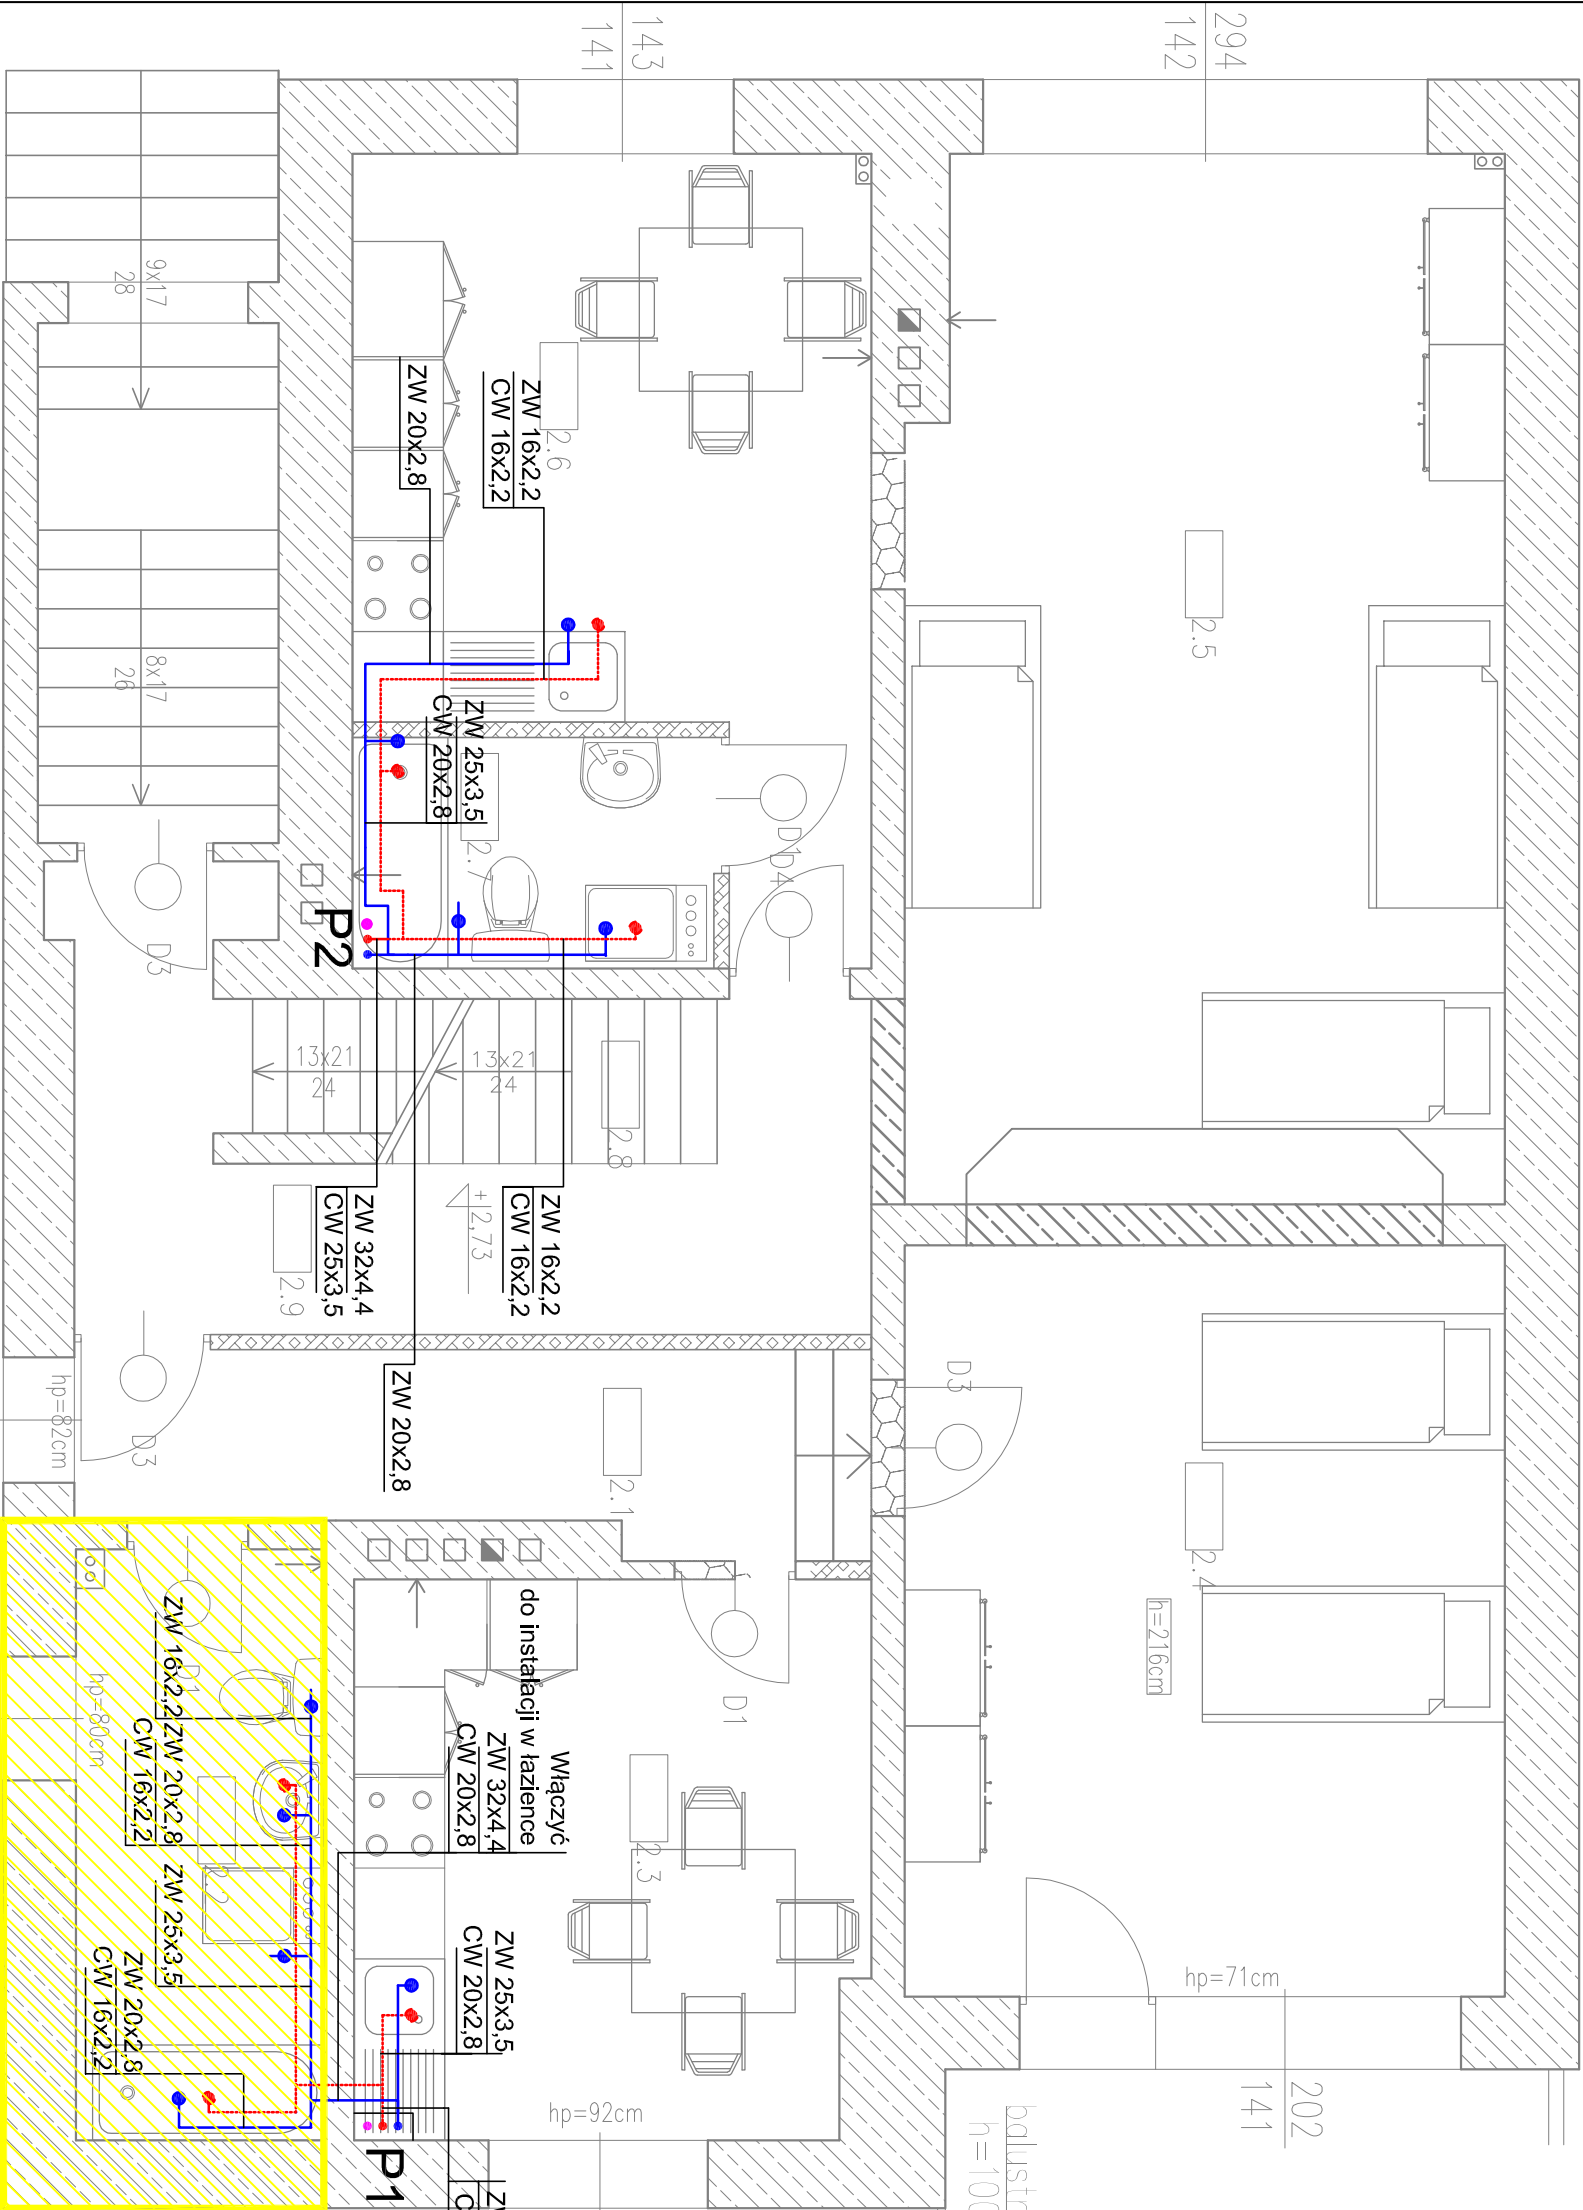 143
141
294
142
9x17
28
8x17
26
ZW 16x2,2
CW 16x2,2
ZW 20x2,8
2.6
2.5
ZW 25x3,5
CW 20x2,8
2.7
D1
D4
D3
P2
13x21
24
13x21
24
2.8
+2,73
2.9
ZW 16x2,2
CW 16x2,2
ZW 32x4,4
CW 25x3,5
ZW 20x2,8
hp=82cm
D3
2.1
D3
2.4
h=216cm
D1
Włączyć
do instalacji w łazience
ZW 32x4,4
CW 20x2,8
2.3
ZW 16x2,2
D1
hp=80cm
ZW 20x2,8
CW 16x2,2
2.2
ZW 25x3,5
ZW 20x2,8
CW 16x2,2
ZW 25x3,5
CW 20x2,8
hp=92cm
P1
hp=71cm
202
141